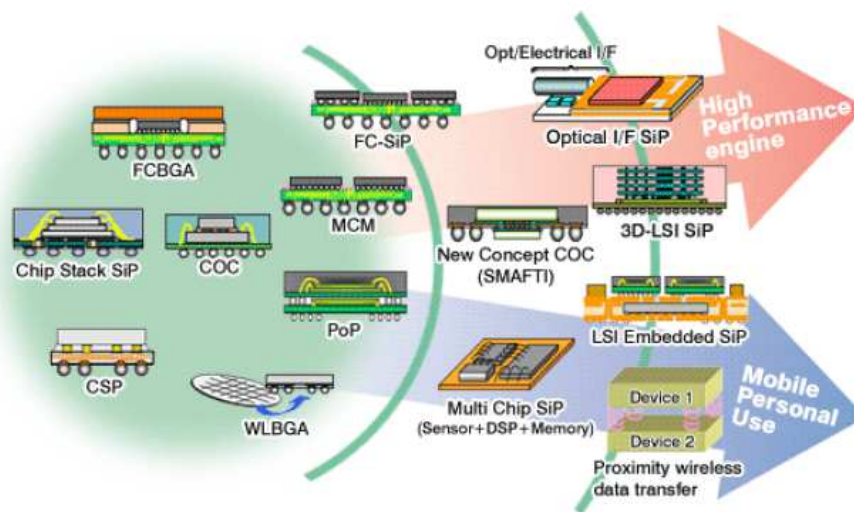 Opt/Electrical I/F
Optical I/F SiP
High
Performance
engine
FC-SiP
FCBGA
MCM
3D-LSI SiP
Chip Stack SiP
COC
New Concept COC
(SMAFTI)
PoP
LSI Embedded SiP
CSP
WLBGA
Multi Chip SiP
(Sensor+DSP+Memory)
Device 1
Device 2
Proximity wireless
data transfer
Mobile
Personal
Use